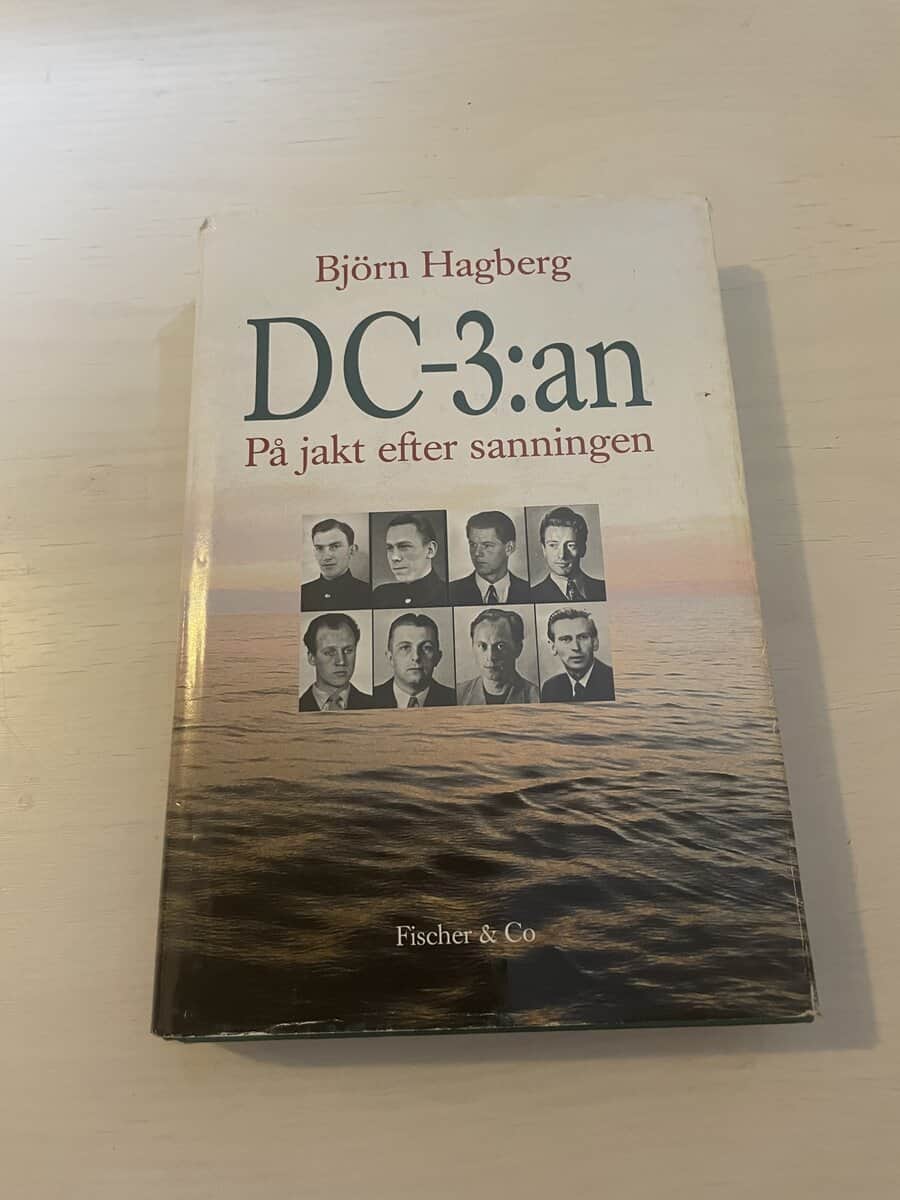 Björn Hagberg
DC-3:an
På jakt efter sanningen
Fischer & Co